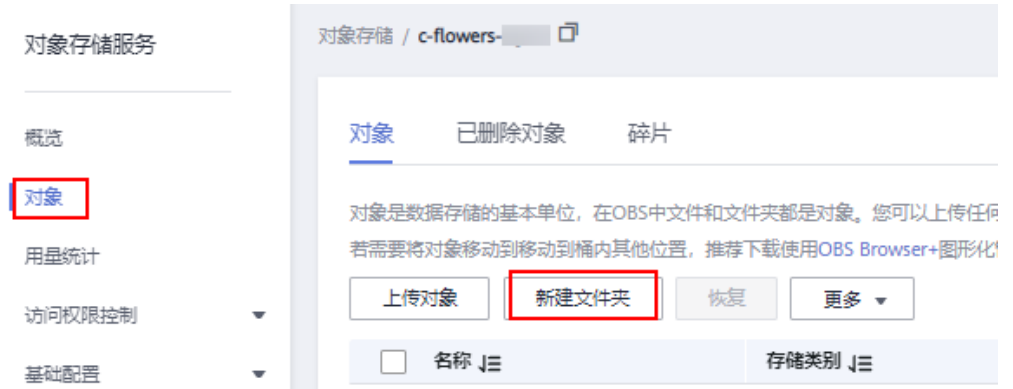 对象存储服务
概览
对象
用量统计
访问权限控制
基础配置
对象存储 / c-flowers-
对象 已删除对象 碎片
对象是数据存储的基本单位，在OBS中文件和文件夹都是对象。您可以上传任何
若需要将对象移动到移动到桶内其他位置，推荐下载使用OBS Browser+图形化
上传对象 新建文件夹 恢复 更多
名称 存储类别